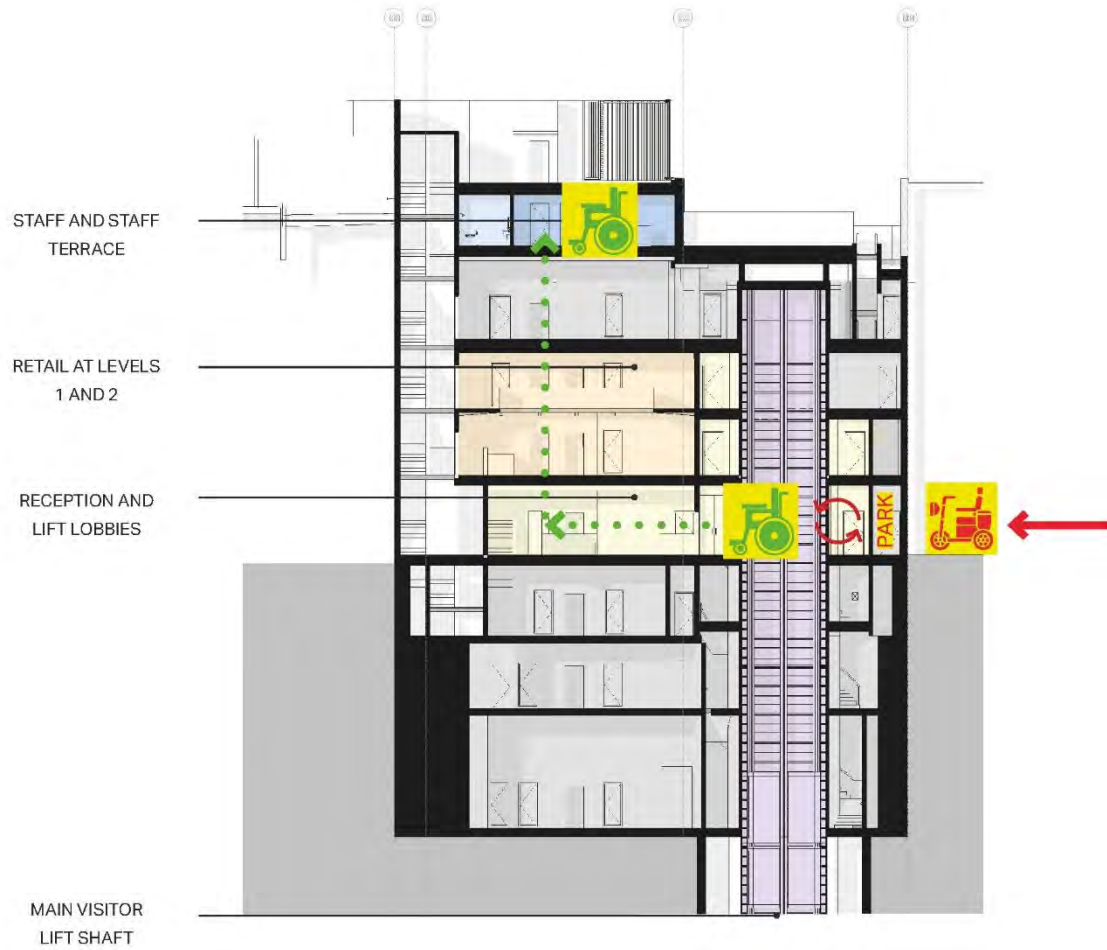 STAFF AND STAFF
TERRACE
RETAIL AT LEVELS
1 AND 2
RECEPTION AND
LIFT LOBBIES
PARK
MAIN VISITOR
LIFT SHAFT